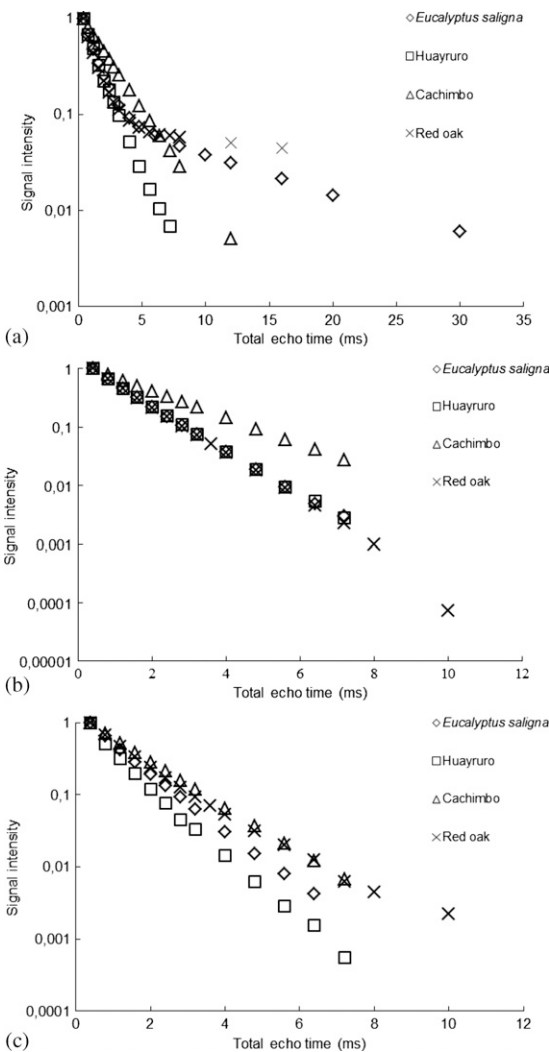 1
0,1
0,01
0,001
Signal intensity
0 5 10 15 20 25 30 35
Total echo time (ms)
Eucalyptus saligna
Huayruro
Cachimbo
Red oak
(a)
1
0,1
0,01
0,001
0,0001
0,00001
Signal intensity
0 2 4 6 8 10 12
Total echo time (ms)
Eucalyptus saligna
Huayruro
Cachimbo
Red oak
(b)
1
0,1
0,01
0,001
0,0001
Signal intensity
0 2 4 6 8 10 12
Total echo time (ms)
Eucalyptus saligna
Huayruro
Cachimbo
Red oak
(c)